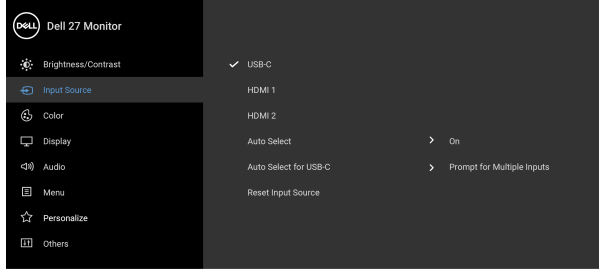 DELL Dell 27 Monitor
Brightness/Contrast
USB-C
Input Source
HDMI 1
Color
HDMI 2
Display
Auto Select
On
Audio
Auto Select for USB-C
Prompt for Multiple Inputs
Menu
Reset Input Source
Personalize
Others